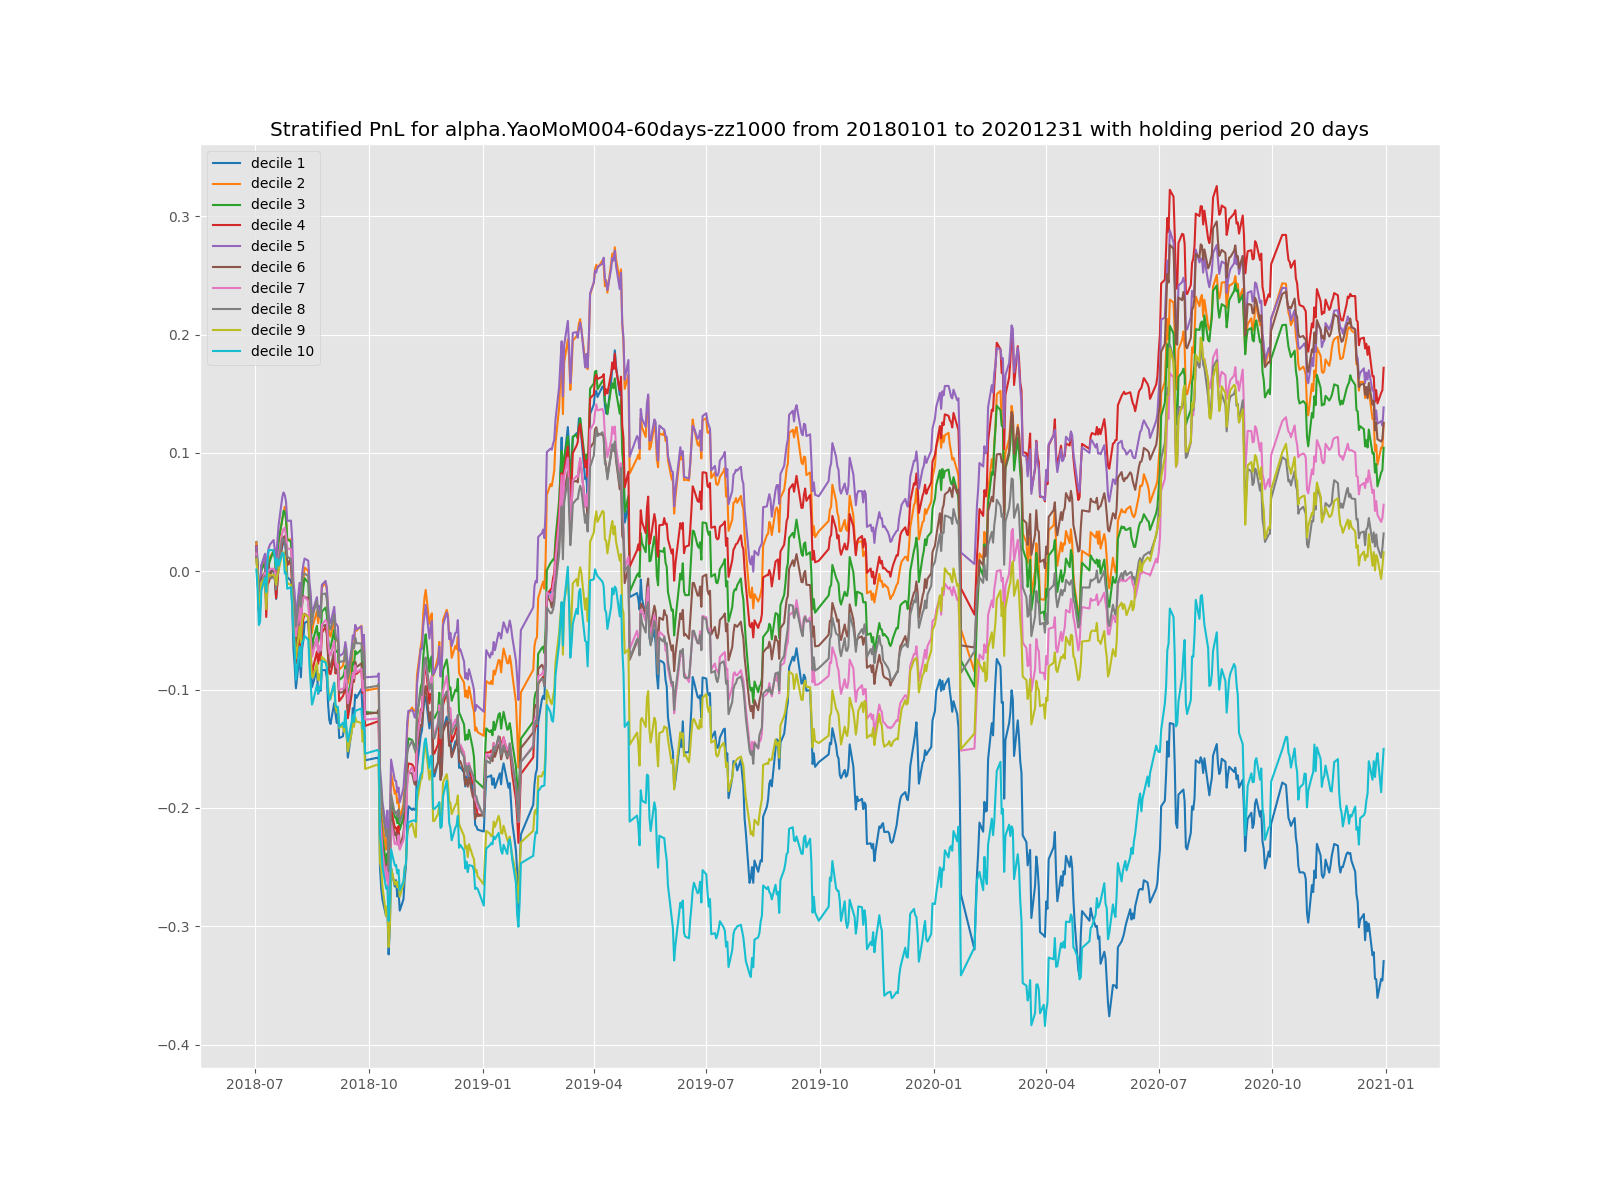 Stratified PnL for alpha.YaoMoM004-60days-zz1000 from 20180101 to 20201231 with holding period 20 days
decile 1
decile 2
decile 3
decile 4
decile 5
decile 6
decile 7
decile 8
decile 9
decile 10
0.3
0.2
0.1
0.0
−0.1
−0.2
−0.3
−0.4
2018-07 2018-10 2019-01 2019-04 2019-07 2019-10 2020-01 2020-04 2020-07 2020-10 2021-01